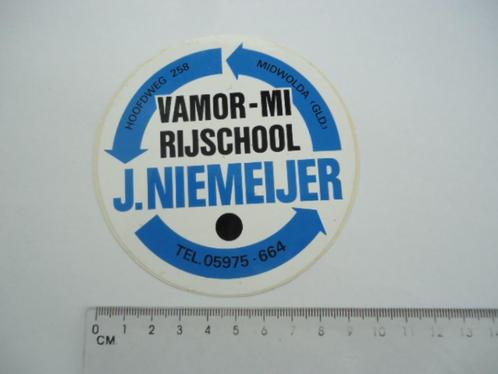 HOOFDWEG 258
MIDWOLDA (GLD)
VAMOR-MI
RIJSCHOOL
J.NIEMEIJER
TEL.05975-664
0 1 2 3 4 5 6 7 8 9 10 11 12 13 14
CM